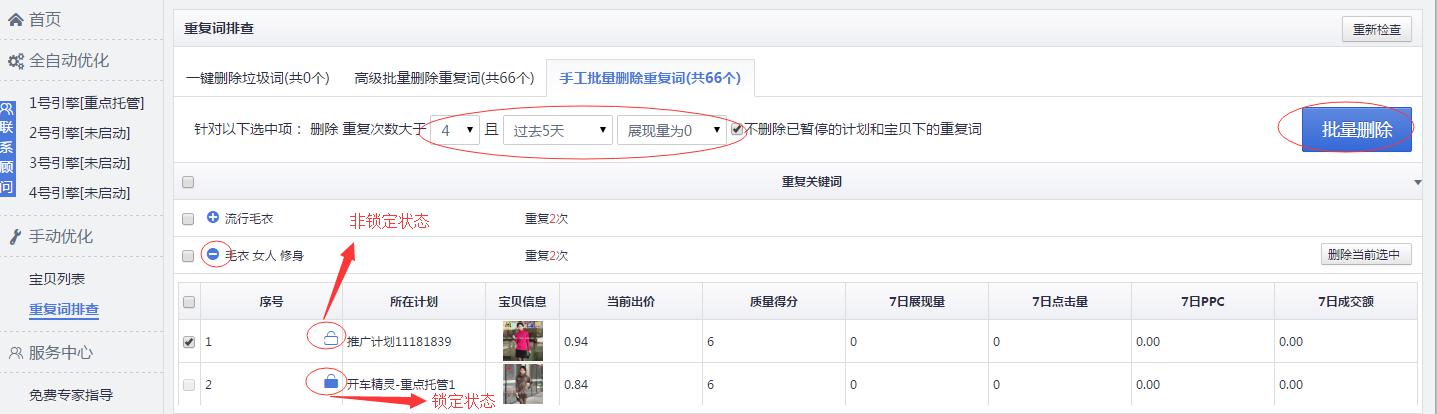 首页
全自动优化
1号引擎[重点托管]
2号引擎[未启动]
3号引擎[未启动]
4号引擎[未启动]
联系顾问
手动优化
宝贝列表
重复词排查
服务中心
免费专家指导
重复词排查 重新检查
一键删除垃圾词(共0个) 高级批量删除重复词(共66个) 手工批量删除重复词(共66个)
针对以下选中项： 删除 重复次数大于 4 且 过去5天 展现量为0 不删除已暂停的计划和宝贝下的重复词 批量删除
重复关键词
流行毛衣 重复2次
非锁定状态
毛衣 女人 修身 重复2次 删除当前选中
序号 所在计划 宝贝信息 当前出价 质量得分 7日展现量 7日点击量 7日PPC 7日成交额
1 推广计划11181839 0.94 6 0 0 0.00 0.00
2 开车精灵-重点托管1 0.84 6 0 0 0.00 0.00
锁定状态